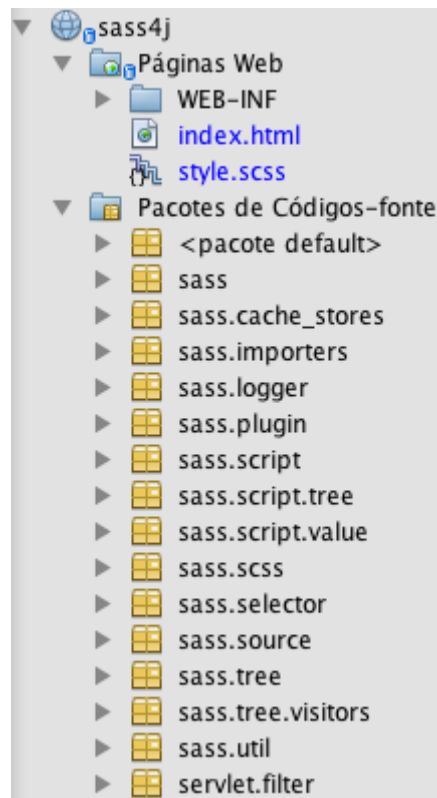 sass4j
Páginas Web
WEB-INF
index.html
style.scss
Pacotes de Códigos-fonte
<pacote default>
sass
sass.cache_stores
sass.importers
sass.logger
sass.plugin
sass.script
sass.script.tree
sass.script.value
sass.scss
sass.selector
sass.source
sass.tree
sass.tree.visitors
sass.util
servlet.filter